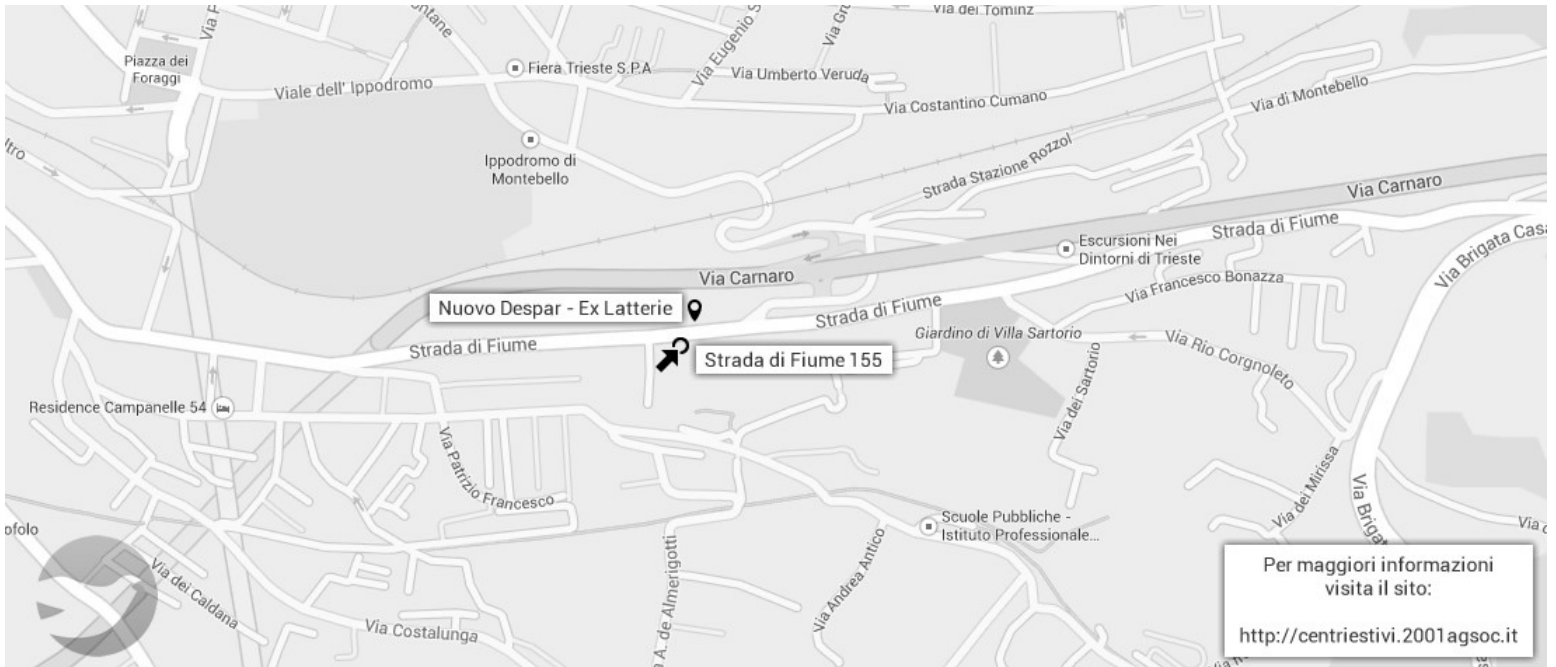 Via dei Tominz
Piazza dei
Foraggi
Viale dell' Ippodromo
Fiera Trieste S.P.A
Via Eugenio S
Via Umberto Veruda
Via Costantino Cumano
Via di Montebello
Ippodromo di
Montebello
Strada Stazione Rozzol
Via Carnaro
Via Carnaro
Escursioni Nei
Dintorni di Trieste
Strada di Fiume
Via Brigata Casa
Via Francesco Bonazza
Nuovo Despar - Ex Latterie
Strada di Fiume
Strada di Fiume
Giardino di Villa Sartorio
Strada di Fiume 155
Via Rio Corgnoleto
Via dei Sartorio
Residence Campanelle 54
Via Patrizio Francesco
Via dei Mirissa
Via Brigat
Scuole Pubbliche -
Istituto Professionale...
ofolo
Via dei Caldana
Via Costalunga
Via A. de Almerigotti
Via Andrea Antico
Per maggiori informazioni
visita il sito:
http://centriestivi.2001agsoc.it